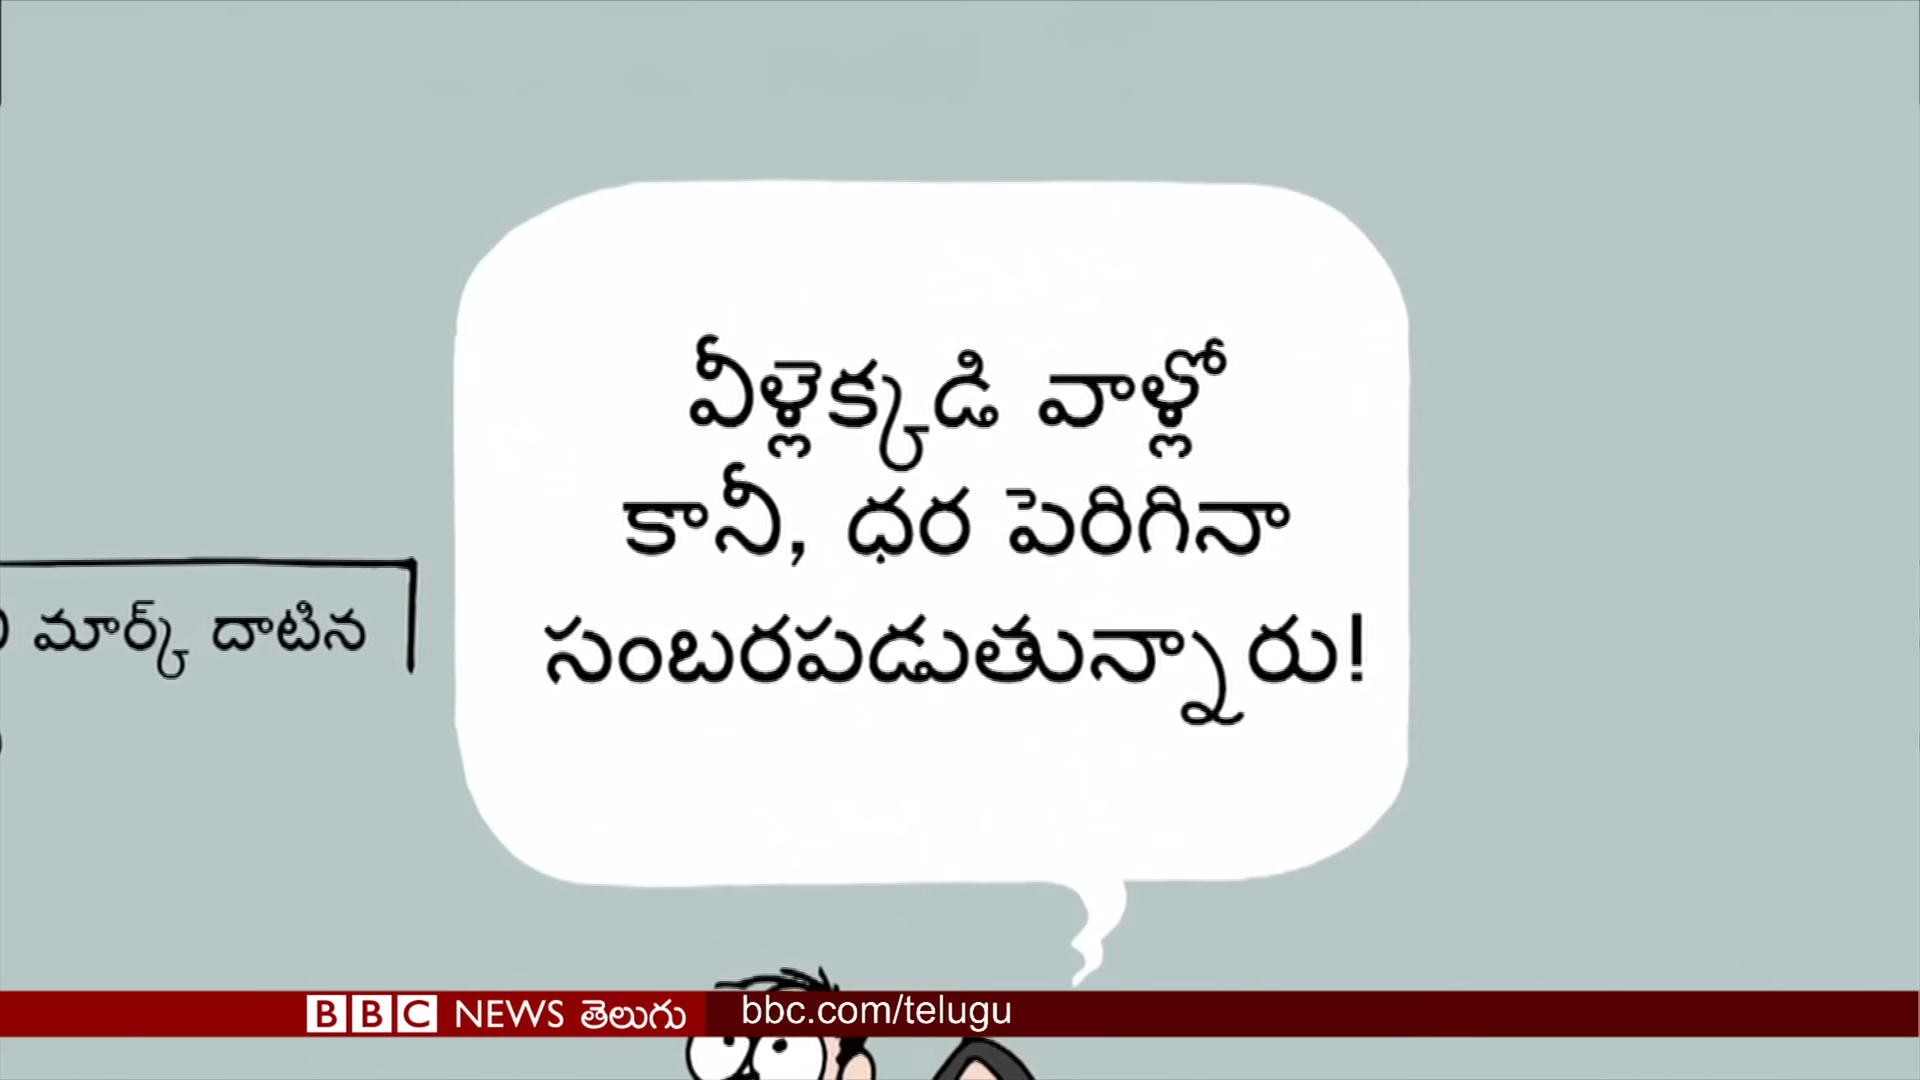 వీళ్లెక్కడి వాళ్లో
కానీ, ధర పెరిగినా
సంబరపడుతున్నారు!
మార్క్ దాటిన
BBC NEWS తెలుగు bbc.com/telugu